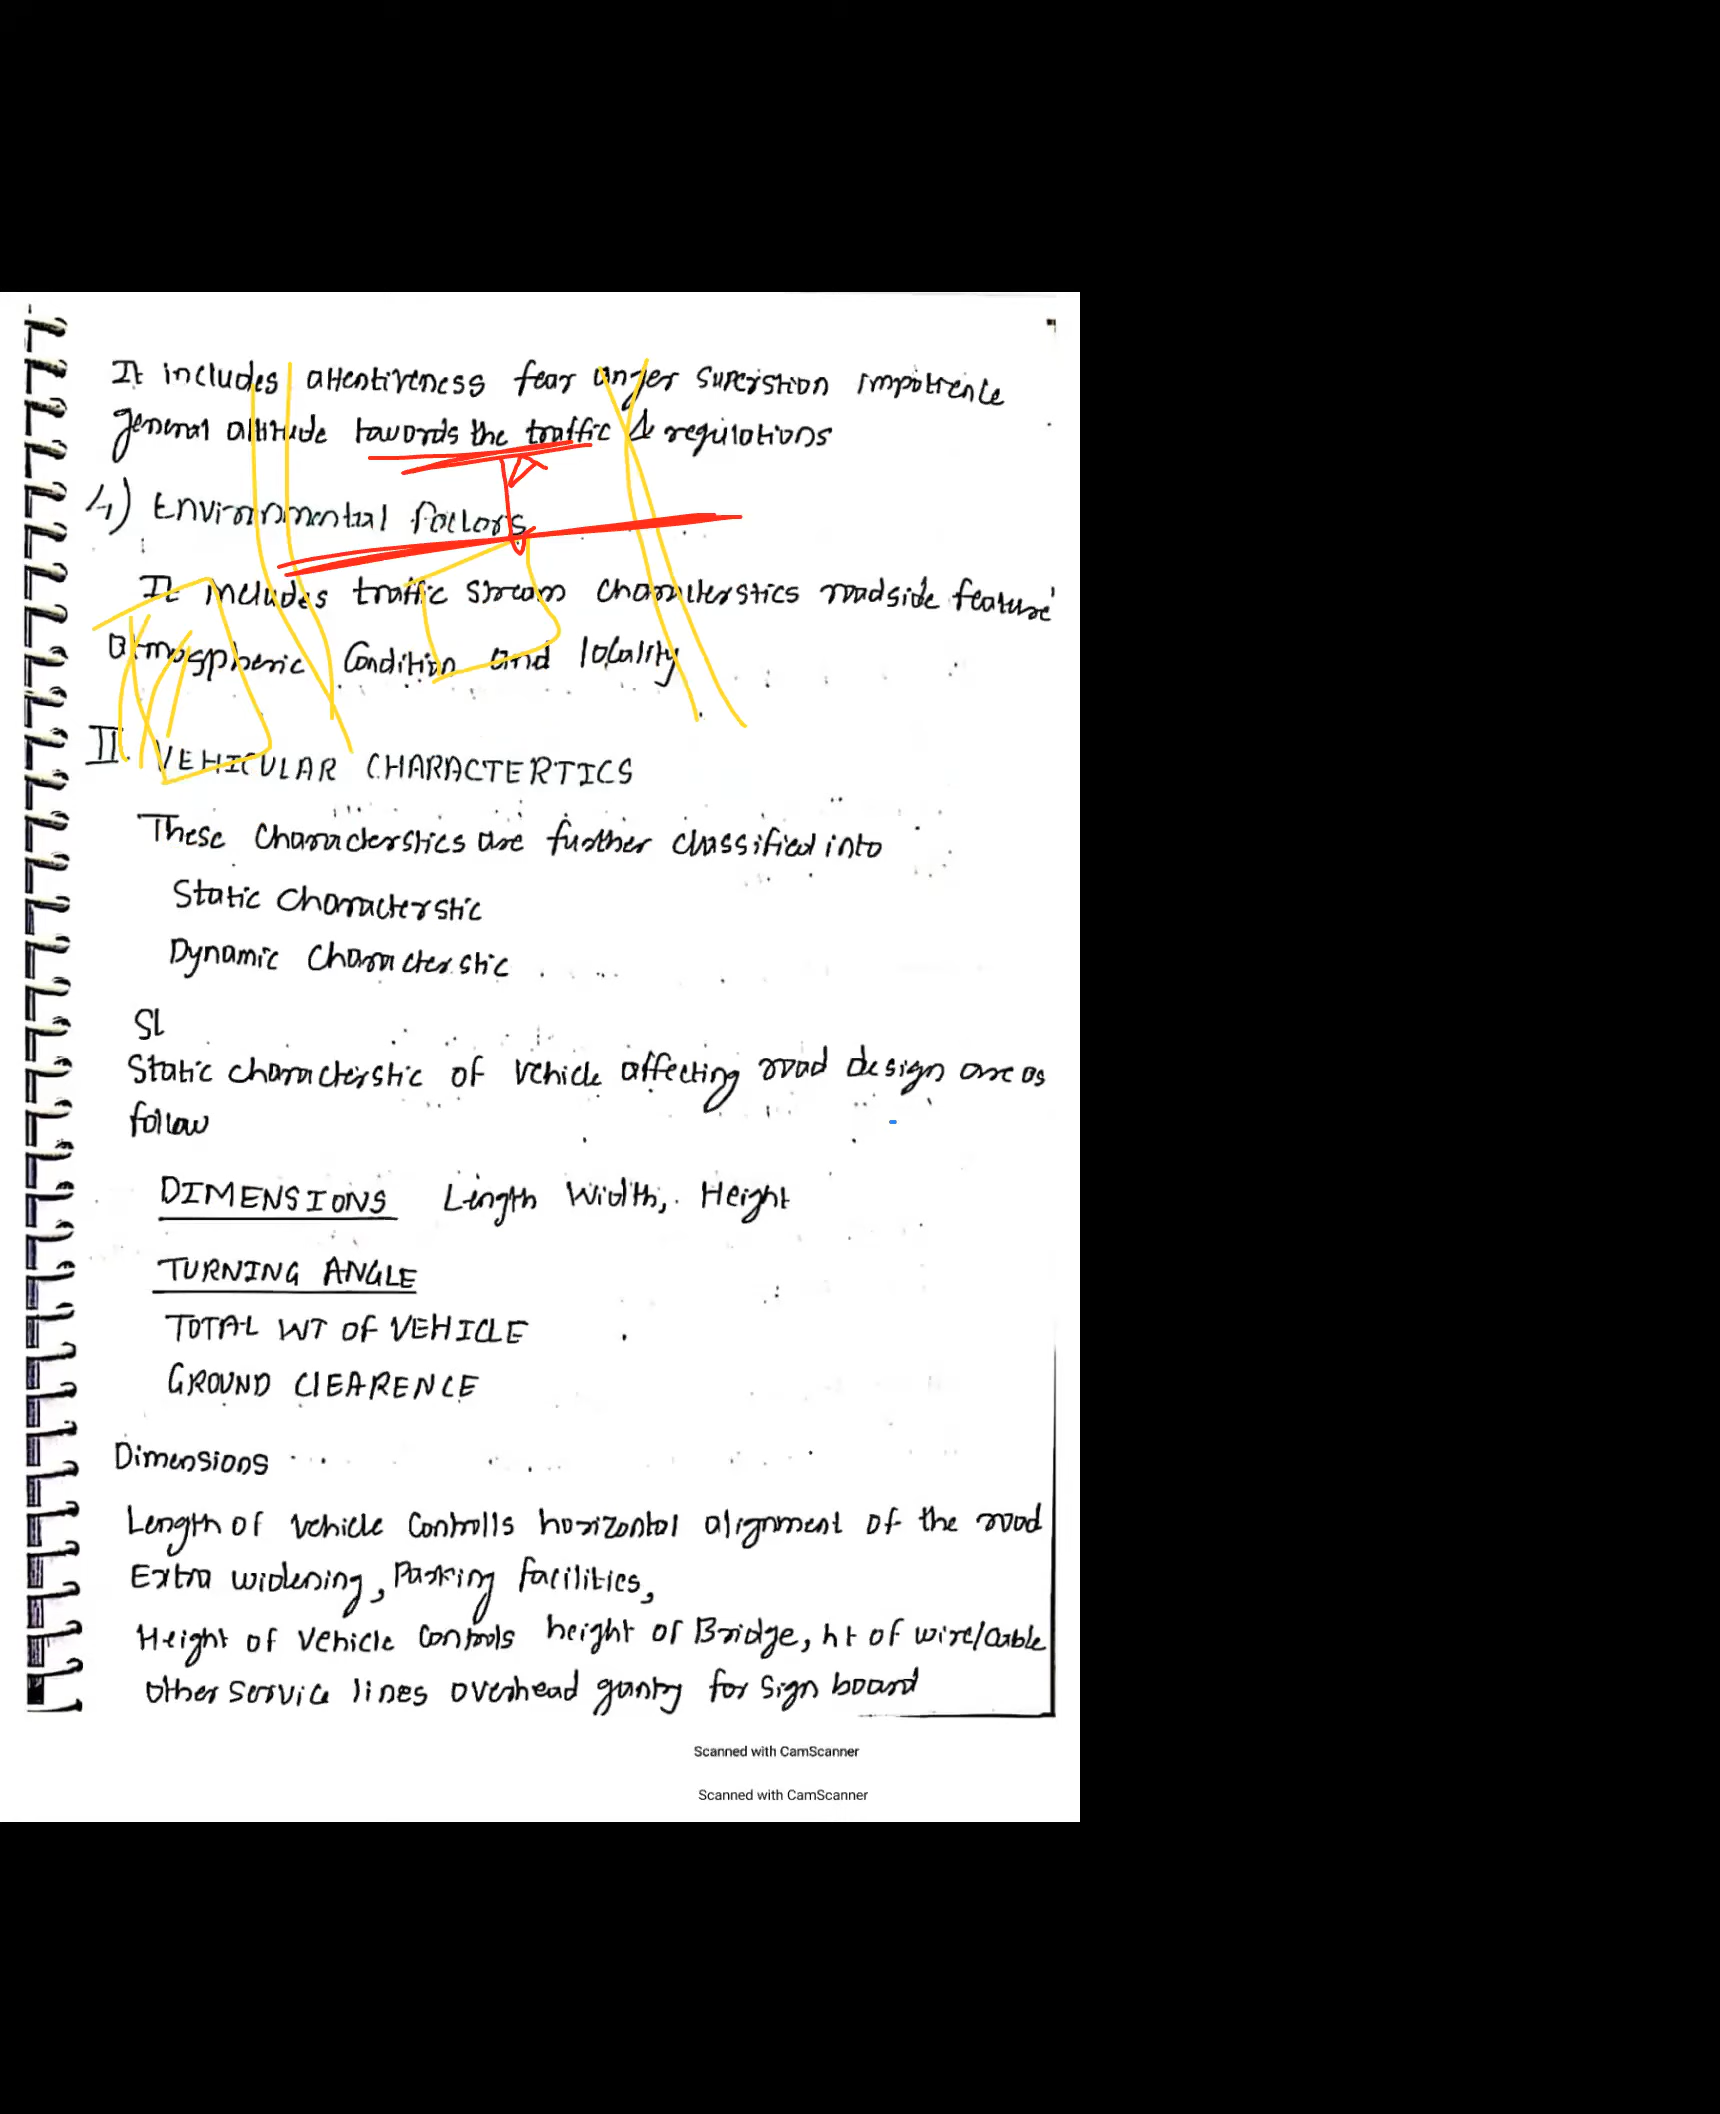 It includes attentiveness fear anger supcistion impotience
general attitude towards the traffic & regulations
4) Environmental factors
It includes traffic stream characterstics roadside feature
atmospheric Condition and locality
II. VEHICULAR CHARACTERTICS
These characterstics are further classified into
Static characterstic
Dynamic characterstic
SL
Static characterstic of vehicle affecting road design are as
follow
DIMENSIONS Length Width, Height
TURNING ANGLE
TOTAL WT OF VEHICLE
GROUND ClEARENCE
Dimensions
Length of vehicle Controlls horizontal alignment of the road
Extra widening, Parking facilities,
Height of vehicle controls height of Bridge, ht of wire/cable
other service lines overhead gantry for sign board
Scanned with CamScanner
Scanned with CamScanner